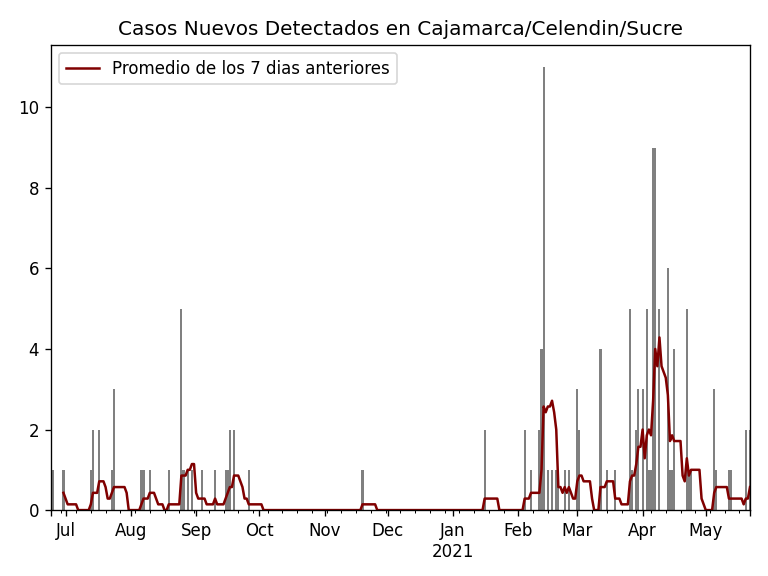 Casos Nuevos Detectados en Cajamarca/Celendin/Sucre
Promedio de los 7 dias anteriores
10
8
6
4
2
0
Jul Aug Sep Oct Nov Dec Jan Feb Mar Apr May
2021